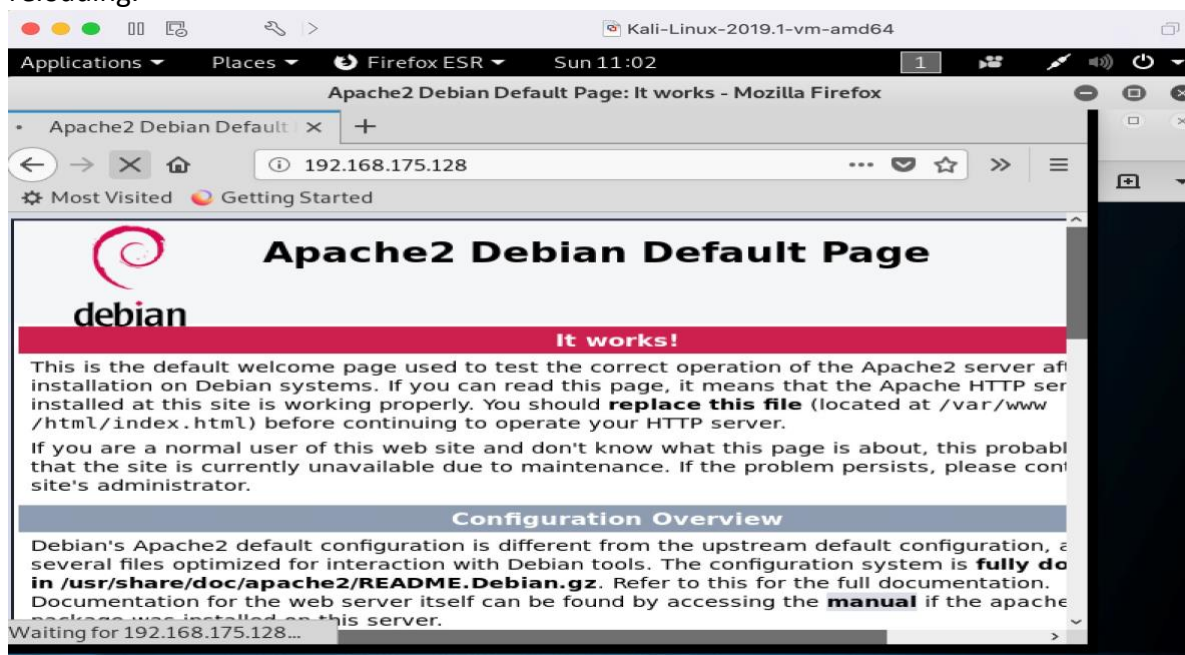 reloading.
Kali-Linux-2019.1-vm-amd64
Applications Places Firefox ESR Sun 11:02 1
Apache2 Debian Default Page: It works - Mozilla Firefox
Apache2 Debian Default
192.168.175.128
Most Visited Getting Started
debian
Apache2 Debian Default Page
It works!
This is the default welcome page used to test the correct operation of the Apache2 server aft
installation on Debian systems. If you can read this page, it means that the Apache HTTP ser
installed at this site is working properly. You should replace this file (located at /var/www
/html/index.html) before continuing to operate your HTTP server.
If you are a normal user of this web site and don't know what this page is about, this probabl
that the site is currently unavailable due to maintenance. If the problem persists, please cont
site's administrator.
Configuration Overview
Debian's Apache2 default configuration is different from the upstream default configuration, a
several files optimized for interaction with Debian tools. The configuration system is fully do
in /usr/share/doc/apache2/README.Debian.gz. Refer to this for the full documentation.
Documentation for the web server itself can be found by accessing the manual if the apache
package was installed on this server.
Waiting for 192.168.175.128...